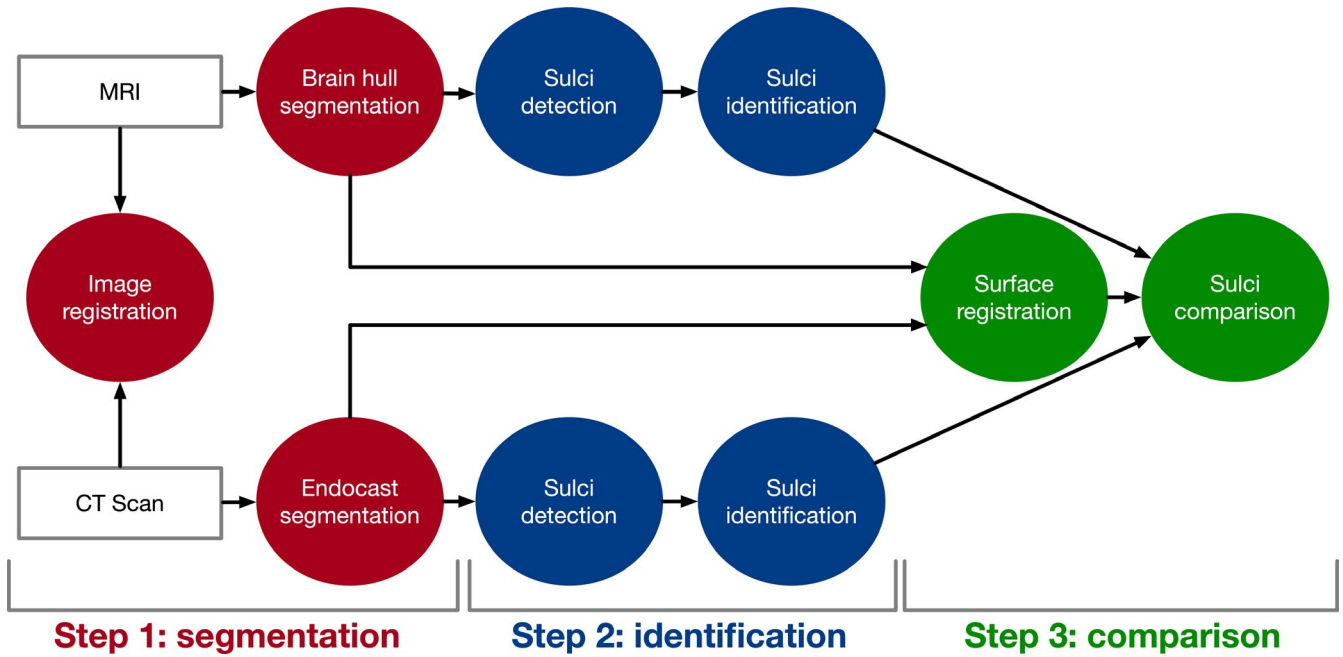 MRI
Brain hull
segmentation
Sulci
detection
Sulci
identification
Image
registration
Surface
registration
Sulci
comparison
CT Scan
Endocast
segmentation
Sulci
detection
Sulci
identification
Step 1: segmentation
Step 2: identification
Step 3: comparison